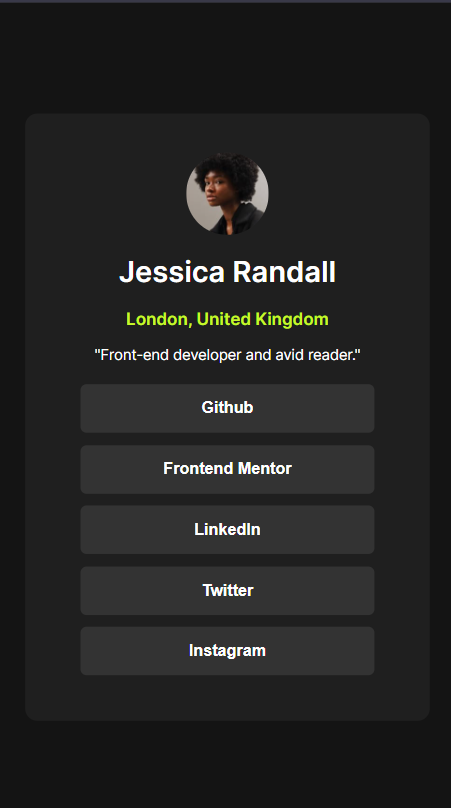 Jessica Randall
London, United Kingdom
"Front-end developer and avid reader."
Github
Frontend Mentor
LinkedIn
Twitter
Instagram